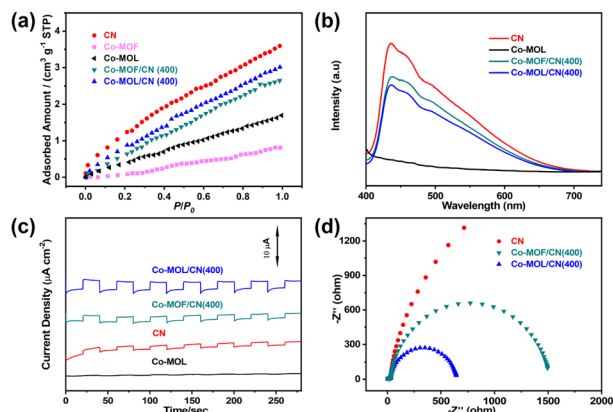 (a)
CN
Co-MOF
Co-MOL
Co-MOF/CN (400)
Co-MOL/CN (400)
Adsorbed Amount / (cm³ g⁻¹ STP)
4
3
2
1
0
0.0 0.2 0.4 0.6 0.8 1.0
P/P₀
(b)
CN
Co-MOL
Co-MOF/CN(400)
Co-MOL/CN(400)
Intensity (a.u)
400 500 600 700
Wavelength (nm)
(c)
10 μA
Co-MOL/CN(400)
Co-MOF/CN(400)
CN
Co-MOL
Current Density (μA cm⁻²)
0 50 100 150 200 250
Time/sec
(d)
CN
Co-MOF/CN(400)
Co-MOL/CN(400)
-Z'' (ohm)
1200
900
600
300
0
0 500 1000 1500 2000
-Z'' (ohm)